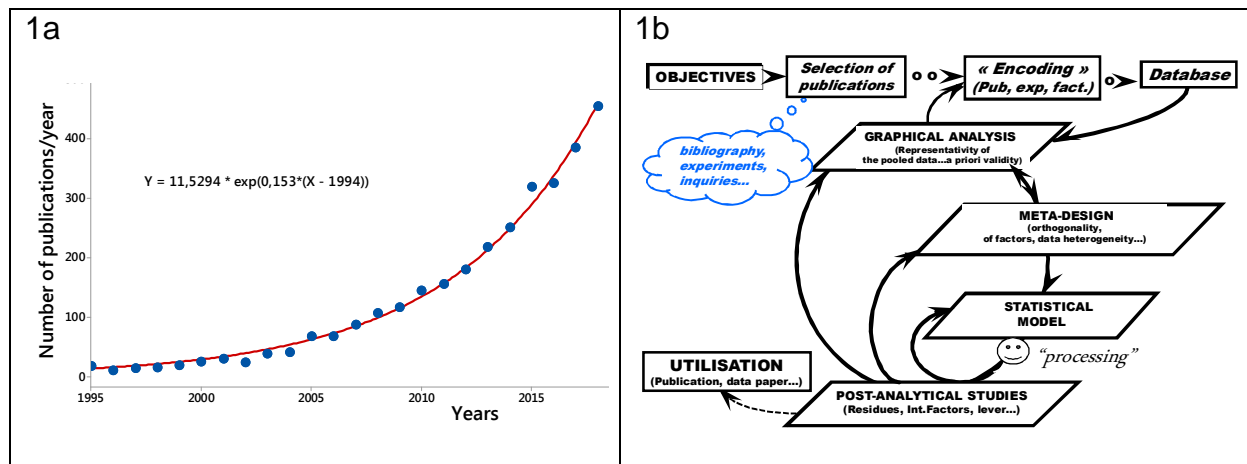 1a
Number of publications/year
400
300
200
100
0
Y = 11,5294 * exp(0,153*(X - 1994))
1995
2000
2005
2010
2015
Years
1b
OBJECTIVES
Selection of
publications
« Encoding »
(Pub, exp, fact.)
Database
bibliography,
experiments,
inquiries...
GRAPHICAL ANALYSIS
(Representativity of
the pooled data...a priori validity)
META-DESIGN
(orthogonality,
of factors, data heterogeneity...)
STATISTICAL
MODEL
"processing"
UTILISATION
(Publication, data paper...)
POST-ANALYTICAL STUDIES
(Residues, Int.Factors, lever...)